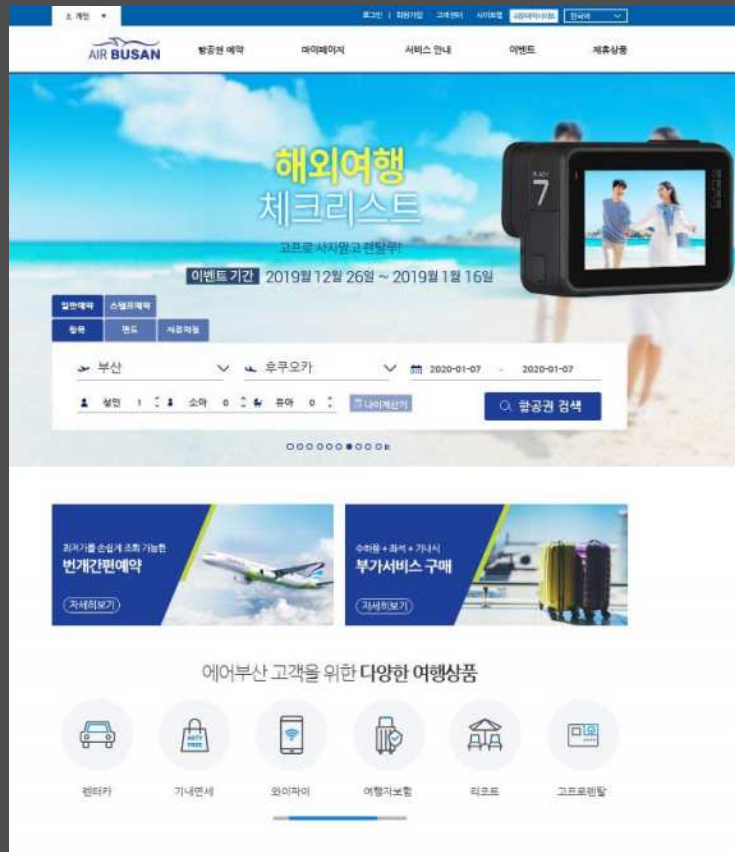 개인
로그인 | 회원가입 고객센터 사이트맵
한국어
AIR BUSAN
항공권 예약 마이페이지 서비스 안내 이벤트 제휴상품
해외여행
체크리스트
고프로 사지말고 렌탈루!
이벤트 기간 2019월 12월 26일 ~ 2019월 1월 16일
7
일반예약 스탬프예약
왕복 편도
부산 후쿠오카 2020-01-07 - 2020-01-07
성인 1 소아 0 유아 0 나이계산기 항공권 검색
최저가를 손쉽게 조회 가능한
번개간편예약
자세히보기
수하물 + 좌석 + 기내식
부가서비스 구매
자세히보기
에어부산 고객을 위한 다양한 여행상품
DUTY
FREE
렌터카 기내면세 와이파이 여행자보험 리조트 고프로렌탈